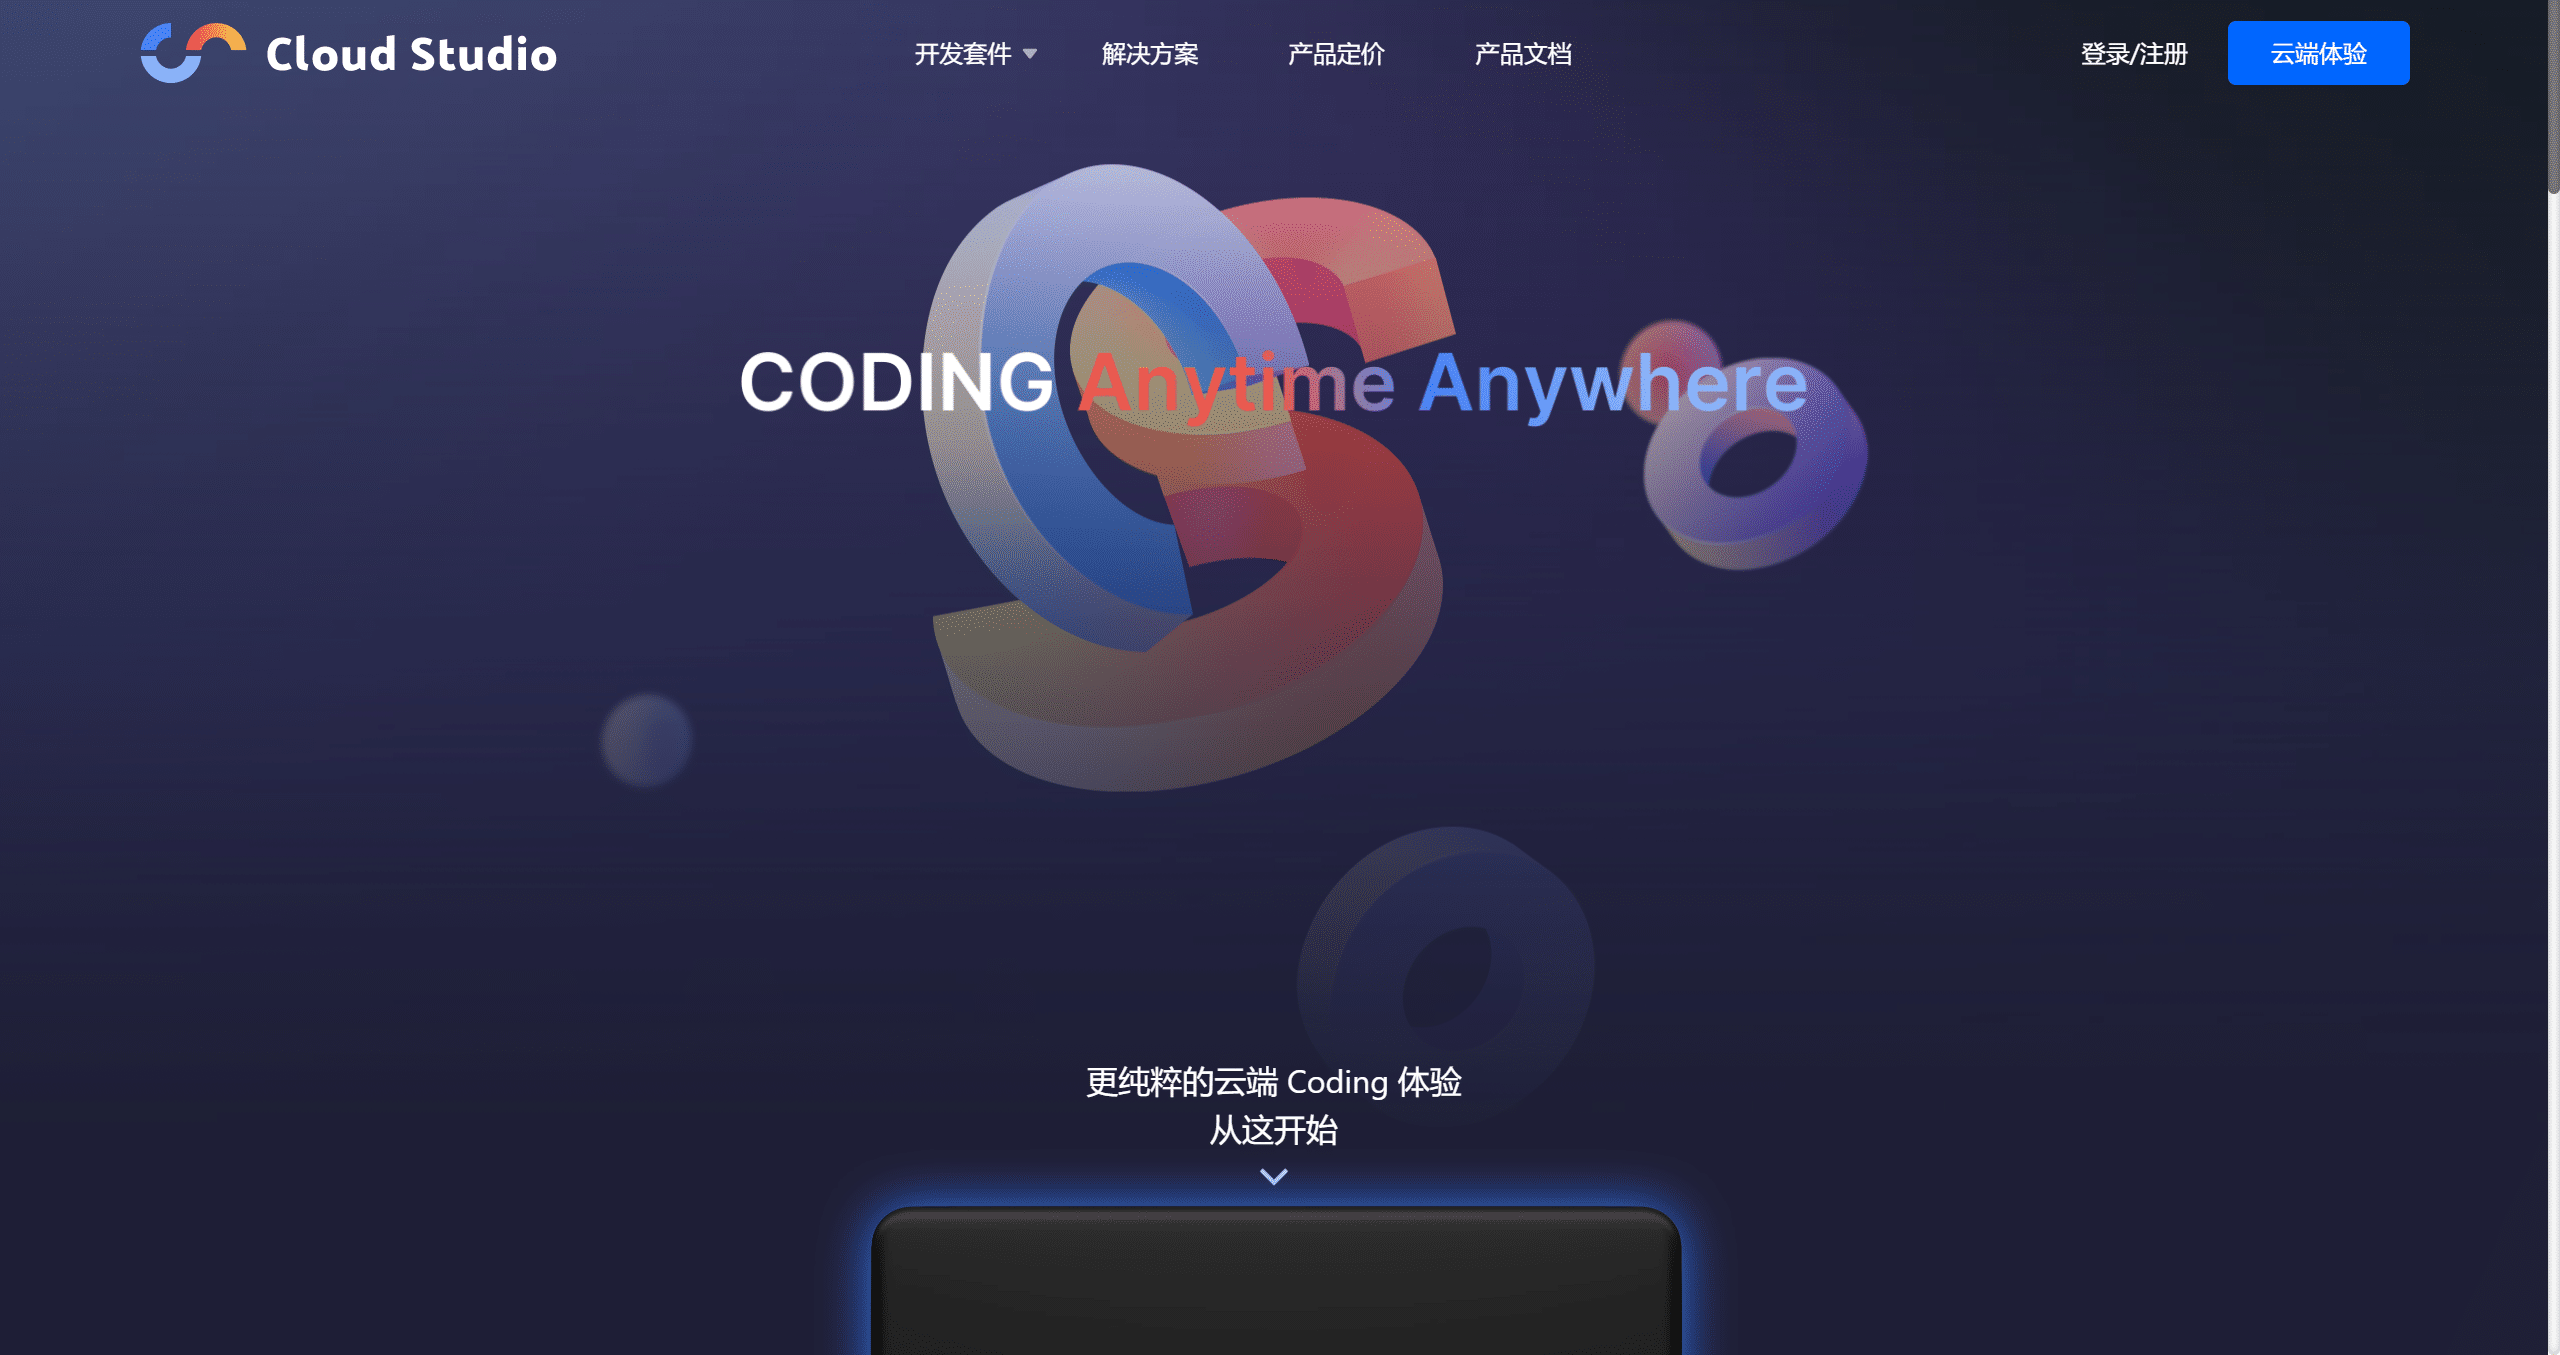 Cloud Studio
开发套件
解决方案
产品定价
产品文档
登录/注册
云端体验
CODING Anytime Anywhere
更纯粹的云端 Coding 体验
从这开始